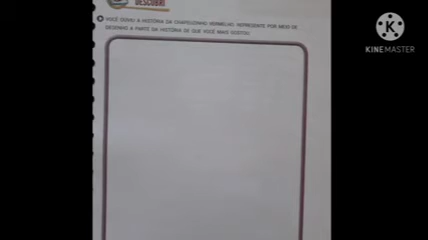 DESCOBRI
VOCÊ OUVIU A HISTÓRIA DA CHAPEUZINHO VERMELHO. REPRESENTE POR MEIO DE
DESENHO A PARTE DA HISTÓRIA DE QUE VOCÊ MAIS GOSTOU.
K
KINEMASTER